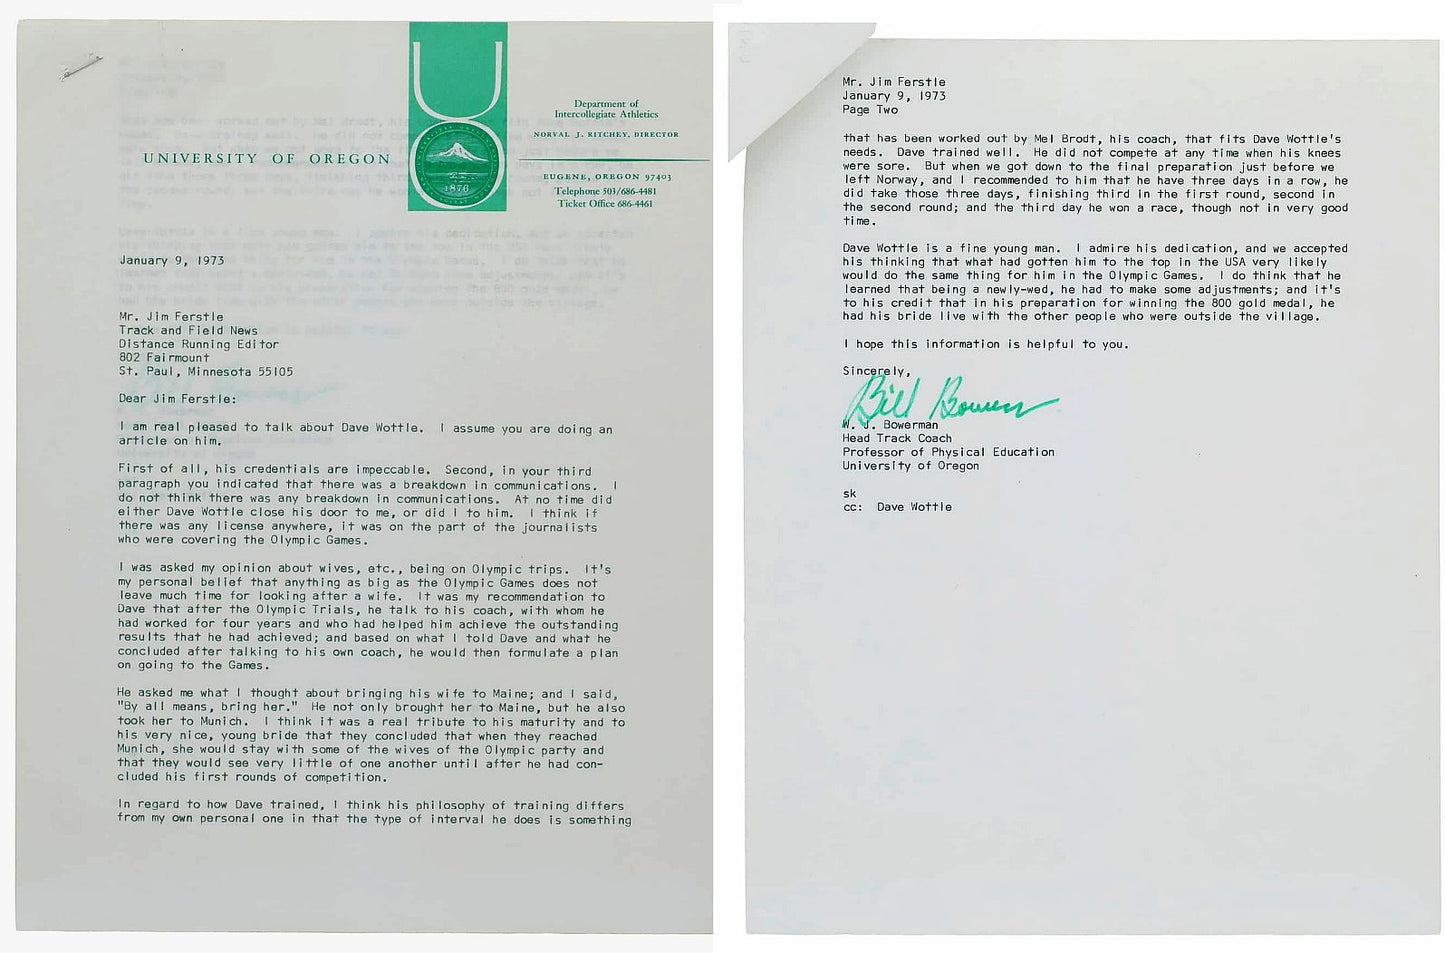 UNIVERSITY OF OREGON
1876
Department of
Intercollegiate Athletics
NORVAL J. RITCHEY, DIRECTOR
EUGENE, OREGON 97403
Telephone 503/686-4481
Ticket Office 686-4461
January 9, 1973
Mr. Jim Ferstle
Track and Field News
Distance Running Editor
802 Fairmount
St. Paul, Minnesota 55105
Dear Jim Ferstle:
I am real pleased to talk about Dave Wottle. I assume you are doing an
article on him.
First of all, his credentials are impeccable. Second, in your third
paragraph you indicated that there was a breakdown in communications. I
do not think there was any breakdown in communications. At no time did
either Dave Wottle close his door to me, or did I to him. I think if
there was any license anywhere, it was on the part of the journalists
who were covering the Olympic Games.
I was asked my opinion about wives, etc., being on Olympic trips. It's
my personal belief that anything as big as the Olympic Games does not
leave much time for looking after a wife. It was my recommendation to
Dave that after the Olympic Trials, he talk to his coach, with whom he
had worked for four years and who had helped him achieve the outstanding
results that he had achieved; and based on what I told Dave and what he
concluded after talking to his own coach, he would then formulate a plan
on going to the Games.
He asked me what I thought about bringing his wife to Maine; and I said,
"By all means, bring her." He not only brought her to Maine, but he also
took her to Munich. I think it was a real tribute to his maturity and to
his very nice, young bride that they concluded that when they reached
Munich, she would stay with some of the wives of the Olympic party and
that they would see very little of one another until after he had con-
cluded his first rounds of competition.
In regard to how Dave trained, I think his philosophy of training differs
from my own personal one in that the type of interval he does is something
Mr. Jim Ferstle
January 9, 1973
Page Two
that has been worked out by Mel Brodt, his coach, that fits Dave Wottle's
needs. Dave trained well. He did not compete at any time when his knees
were sore. But when we got down to the final preparation just before we
left Norway, and I recommended to him that he have three days in a row, he
did take those three days, finishing third in the first round, second in
the second round; and the third day he won a race, though not in very good
time.
Dave Wottle is a fine young man. I admire his dedication, and we accepted
his thinking that what had gotten him to the top in the USA very likely
would do the same thing for him in the Olympic Games. I do think that he
learned that being a newly-wed, he had to make some adjustments; and it's
to his credit that in his preparation for winning the 800 gold medal, he
had his bride live with the other people who were outside the village.
I hope this information is helpful to you.
Sincerely,
Bill Bowerman
W. J. Bowerman
Head Track Coach
Professor of Physical Education
University of Oregon
sk
cc: Dave Wottle